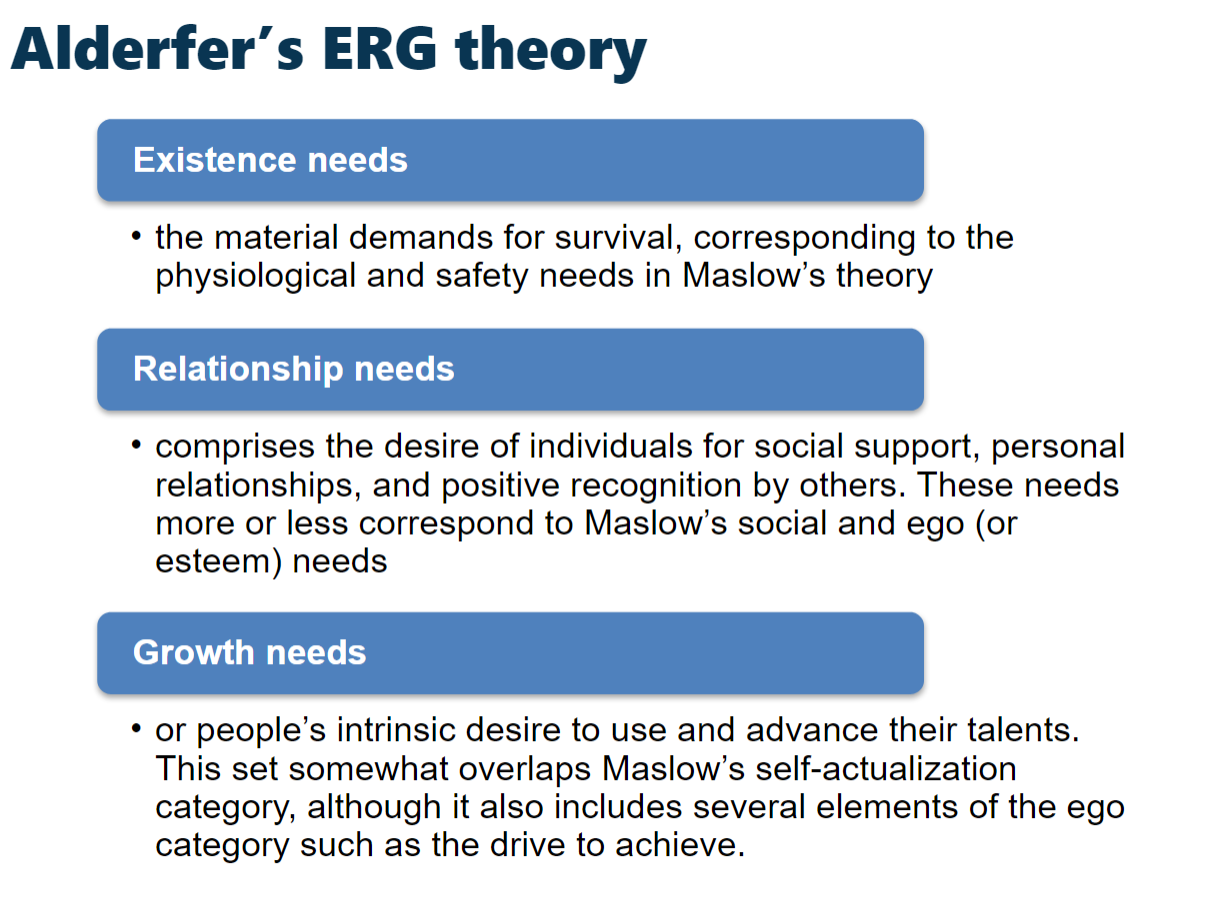 Alderfer’s ERG theory
Existence needs
• the material demands for survival, corresponding to the
physiological and safety needs in Maslow’s theory
Relationship needs
• comprises the desire of individuals for social support, personal
relationships, and positive recognition by others. These needs
more or less correspond to Maslow’s social and ego (or
esteem) needs
Growth needs
• or people’s intrinsic desire to use and advance their talents.
This set somewhat overlaps Maslow’s self-actualization
category, although it also includes several elements of the ego
category such as the drive to achieve.